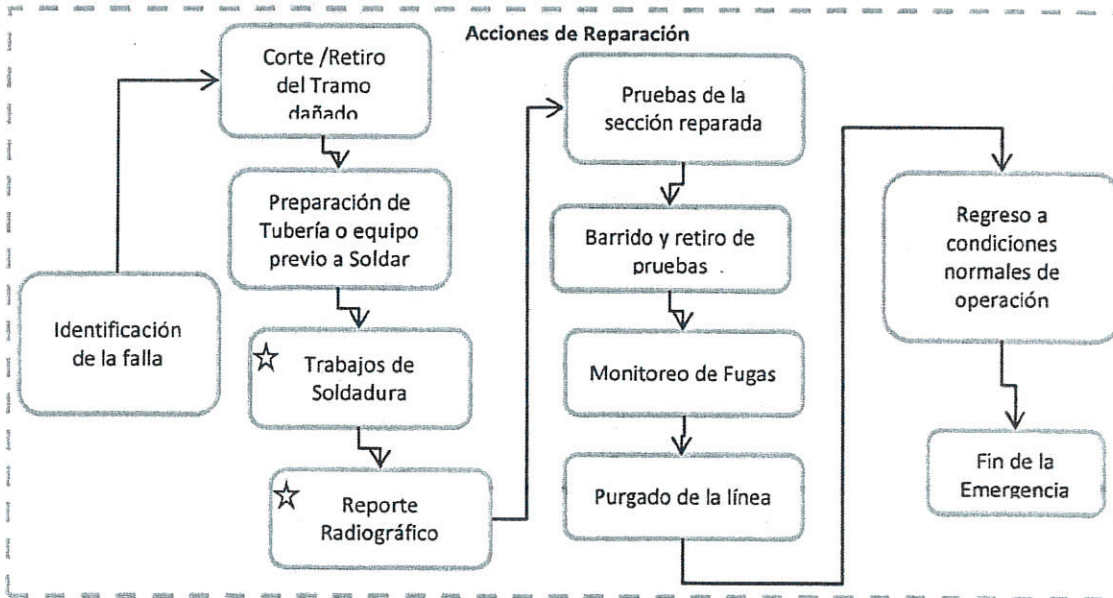 Acciones de Reparación
Identificación
de la falla
Corte /Retiro
del Tramo
dañado
Preparación de
Tubería o equipo
previo a Soldar
Trabajos de
Soldadura
Reporte
Radiográfico
Pruebas de la
sección reparada
Barrido y retiro de
pruebas
Monitoreo de Fugas
Purgado de la línea
Regreso a
condiciones
normales de
operación
Fin de la
Emergencia